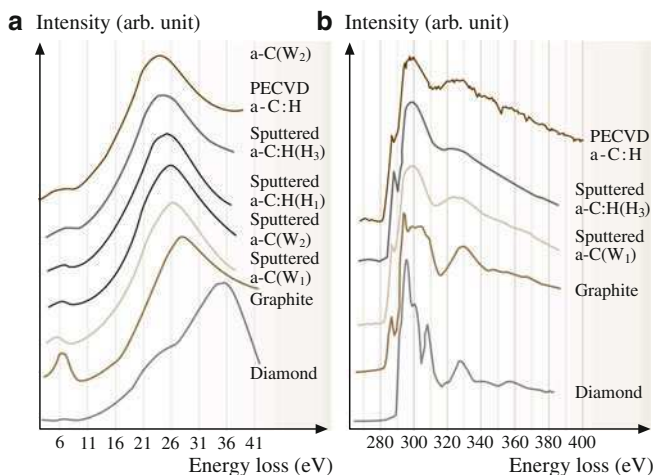 a Intensity (arb. unit)
a-C(W₂)
PECVD
a-C:H
Sputtered
a-C:H(H₃)
Sputtered
a-C:H(H₁)
Sputtered
a-C(W₂)
Sputtered
a-C(W₁)
Graphite
Diamond
6 11 16 21 26 31 36 41
Energy loss (eV)
b Intensity (arb. unit)
PECVD
a-C:H
Sputtered
a-C:H(H₃)
Sputtered
a-C(W₁)
Graphite
Diamond
280 300 320 340 360 380 400
Energy loss (eV)